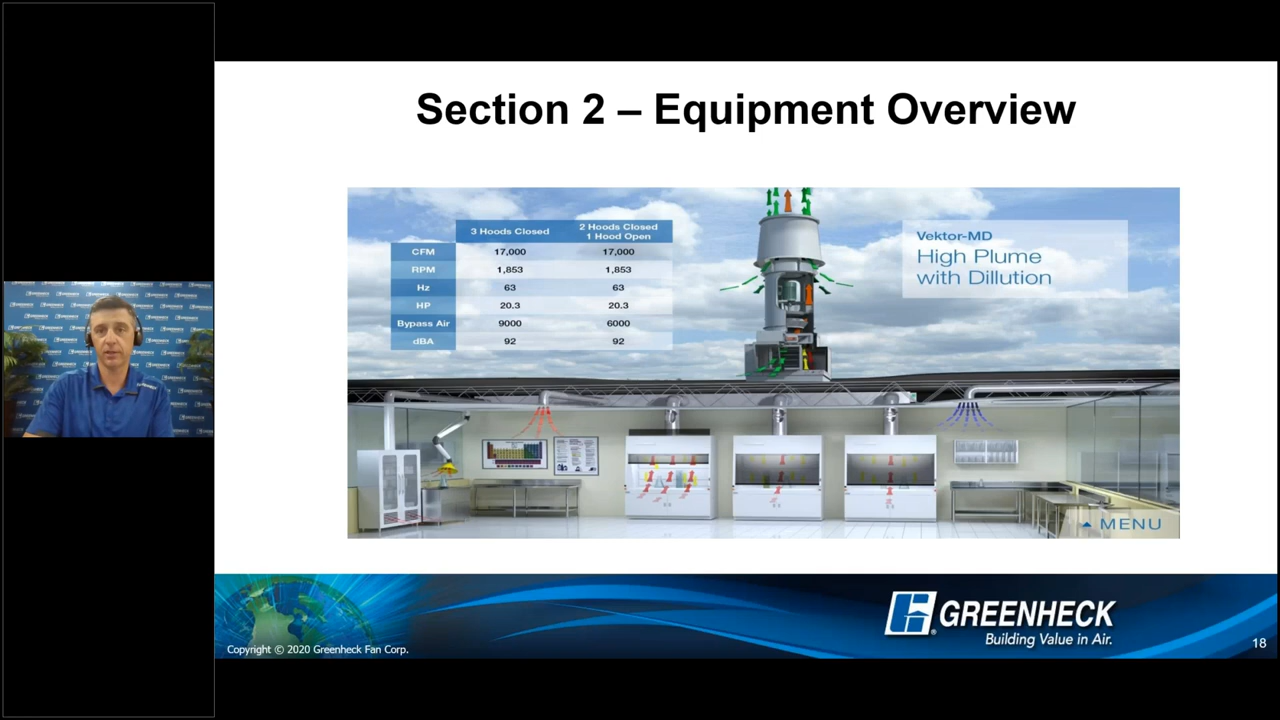 Section 2 – Equipment Overview
3 Hoods Closed
2 Hoods Closed
1 Hood Open
CFM 17,000 17,000
RPM 1,853 1,853
Hz 63 63
HP 20.3 20.3
Bypass Air 9000 6000
dBA 92 92
Vektor-MD
High Plume
with Dillution
MENU
GREENHECK
Building Value in Air.
Copyright © 2020 Greenheck Fan Corp.
18